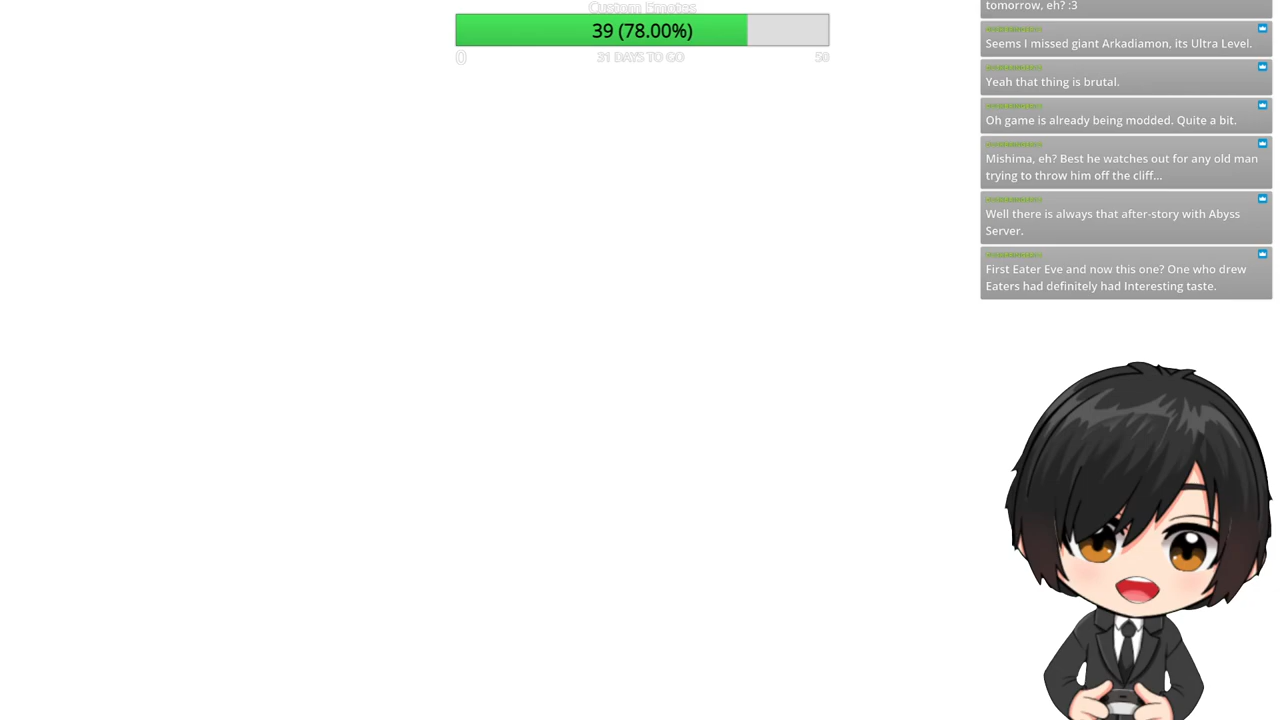 Custom Emotes
39 (78.00%)
0
31 DAYS TO GO
50
tomorrow, eh? :3
Seems I missed giant Arkadiamon, its Ultra Level.
Yeah that thing is brutal.
Oh game is already being modded. Quite a bit.
Mishima, eh? Best he watches out for any old man
trying to throw him off the cliff...
Well there is always that after-story with Abyss
Server.
First Eater Eve and now this one? One who drew
Eaters had definitely had Interesting taste.